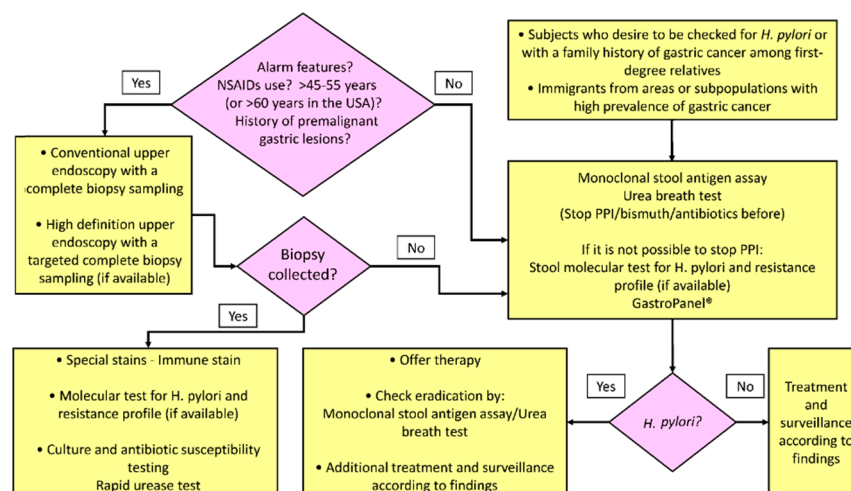 Alarm features?
NSAIDs use? >45-55 years
(or >60 years in the USA)?
History of premalignant
gastric lesions?
Yes
No
• Subjects who desire to be checked for H. pylori or
with a family history of gastric cancer among first-
degree relatives
• Immigrants from areas or subpopulations with
high prevalence of gastric cancer
• Conventional upper
endoscopy with a
complete biopsy
sampling
• High definition upper
endoscopy with a
targeted complete biopsy
sampling (if available)
Monoclonal stool antigen assay
Urea breath test
(Stop PPI/bismuth/antibiotics before)
If it is not possible to stop PPI:
Stool molecular test for H. pylori and resistance
profile (if available)
GastroPanel®
Biopsy
collected?
No
Yes
• Special stains - Immune stain
• Molecular test for H. pylori and
resistance profile (if available)
• Culture and antibiotic susceptibility
testing
Rapid urease test
• Offer therapy
• Check eradication by:
Monoclonal stool antigen assay/Urea
breath test
• Additional treatment and surveillance
according to findings
Yes
H. pylori?
No
Treatment
and
surveillance
according to
findings